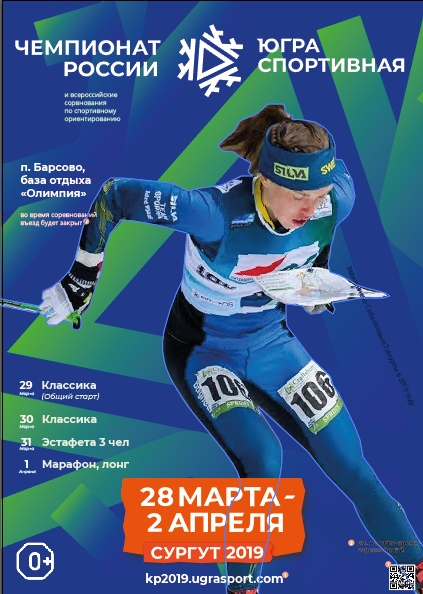 ЧЕМПИОНАТ
РОССИИ
ЮГРА
СПОРТИВНАЯ
и всероссийские
соревнования
по спортивному
ориентированию
п. Барсово,
база отдыха
«Олимпия»
во время соревнований
въезд будет закрыт
SILVA
SWE
SILVA
106
106
29 Классика
Марта (Общий старт)
30 Классика
Марта
31 Эстафета 3 чел
Марта
1 Марафон, лонг
Апреля
28 МАРТА -
2 АПРЕЛЯ
СУРГУТ 2019
0+
kp2019.ugrasport.com